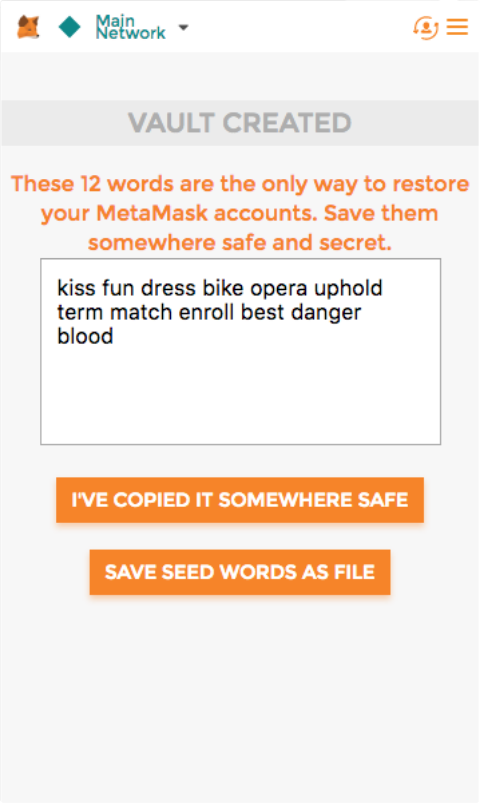 Main
Network
VAULT CREATED
These 12 words are the only way to restore
your MetaMask accounts. Save them
somewhere safe and secret.
kiss fun dress bike opera uphold
term match enroll best danger
blood
I'VE COPIED IT SOMEWHERE SAFE
SAVE SEED WORDS AS FILE